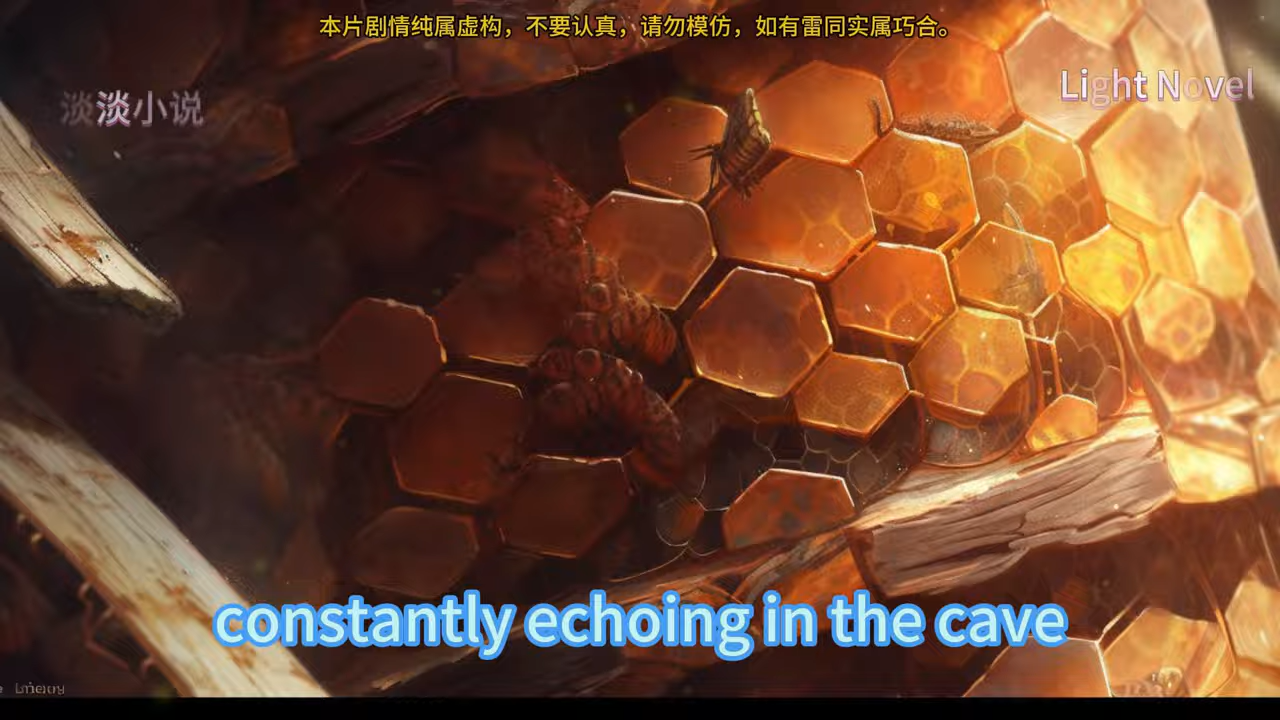 本片剧情纯属虚构，不要认真，请勿模仿，如有雷同实属巧合。
淡淡小说
Light Novel
constantly echoing in the cave